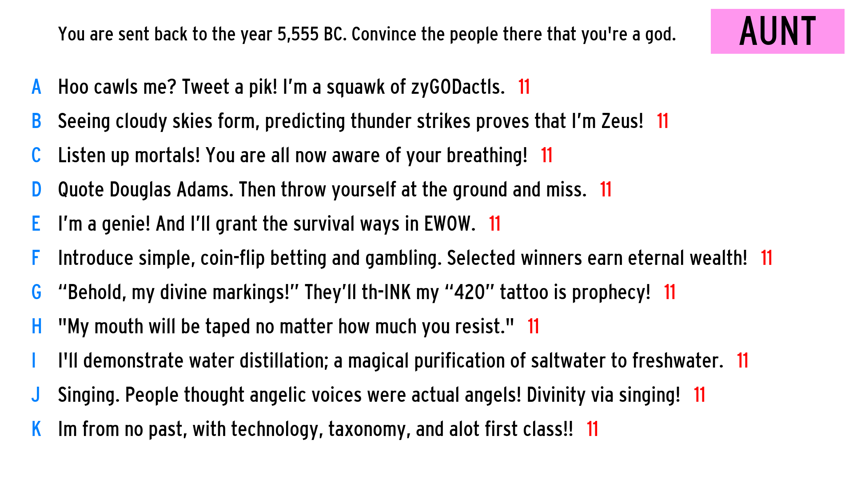 You are sent back to the year 5,555 BC. Convince the people there that you're a god.
AUNT
A Hoo cawls me? Tweet a pik! I'm a squawk of zyGODactls. 11
B Seeing cloudy skies form, predicting thunder strikes proves that I'm Zeus! 11
C Listen up mortals! You are all now aware of your breathing! 11
D Quote Douglas Adams. Then throw yourself at the ground and miss. 11
E I'm a genie! And I'll grant the survival ways in EWOW. 11
F Introduce simple, coin-flip betting and gambling. Selected winners earn eternal wealth! 11
G “Behold, my divine markings!” They'll th-INK my “420” tattoo is prophecy! 11
H "My mouth will be taped no matter how much you resist." 11
I I'll demonstrate water distillation; a magical purification of saltwater to freshwater. 11
J Singing. People thought angelic voices were actual angels! Divinity via singing! 11
K Im from no past, with technology, taxonomy, and alot first class!! 11